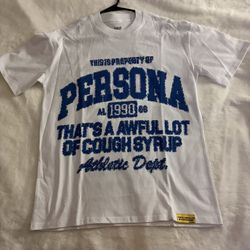 THIS IS PROPERTY OF
PERSONA
AL 1990 08
THAT'S A AWFUL LOT
OF COUGH SYRUP
Athletic Dept.